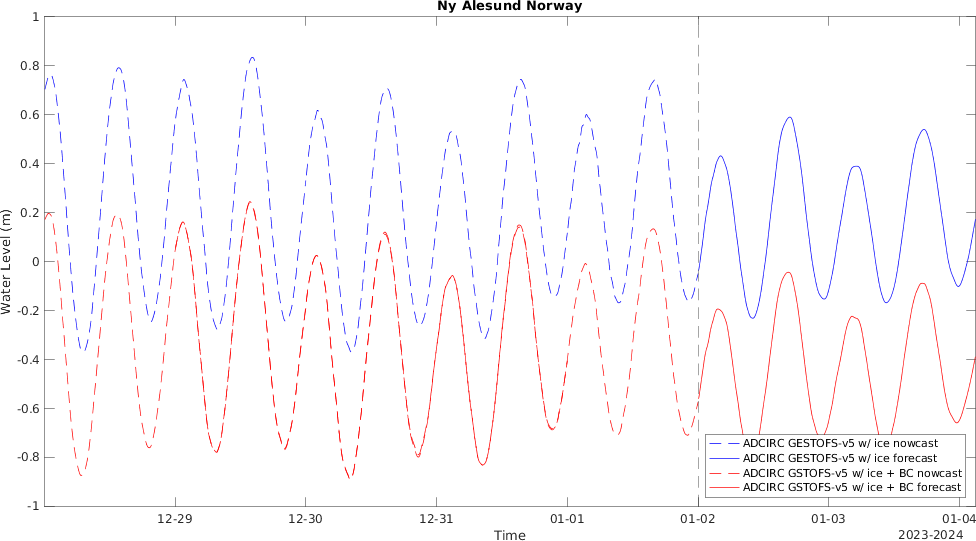 Ny Alesund Norway
1
0.8
0.6
0.4
0.2
0
-0.2
-0.4
-0.6
-0.8
-1
Water Level (m)
12-29
12-30
12-31
01-01
01-02
01-03
01-04
Time
2023-2024
ADCIRC GESTOFS-v5 w/ ice nowcast
ADCIRC GESTOFS-v5 w/ ice forecast
ADCIRC GSTOFS-v5 w/ ice + BC nowcast
ADCIRC GSTOFS-v5 w/ ice + BC forecast